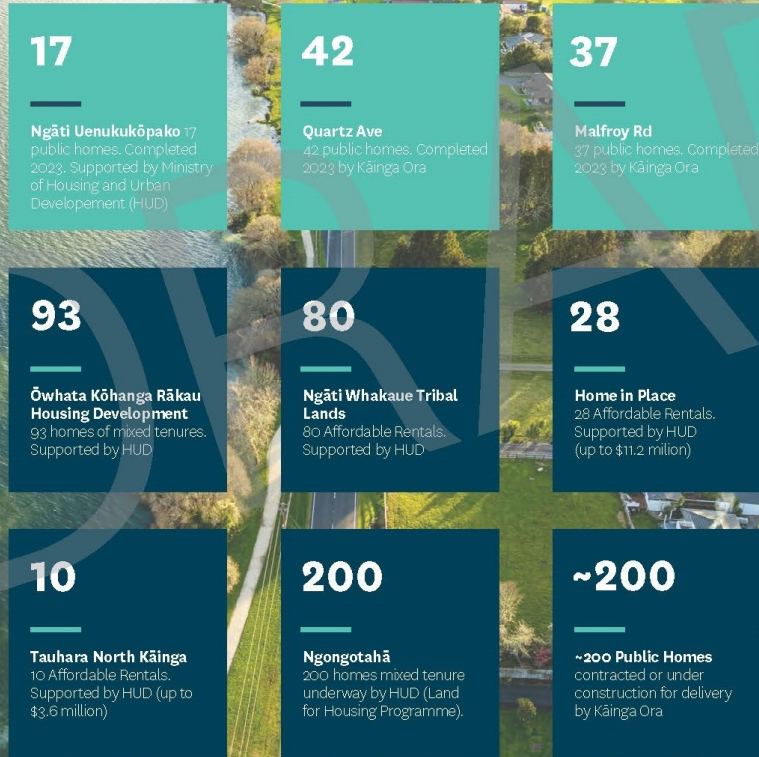 17
Ngāti Uenukukōpako 17
public homes. Completed
2023. Supported by Ministry
of Housing and Urban
Developement (HUD)
42
Quartz Ave
42 public homes. Completed
2023 by Kāinga Ora
37
Malfroy Rd
37 public homes. Completed
2023 by Kāinga Ora
93
Ōwhata Kōhanga Rākau
Housing Development
93 homes of mixed tenures.
Supported by HUD
80
Ngāti Whakaue Tribal
Lands
80 Affordable Rentals.
Supported by HUD
28
Home in Place
28 Affordable Rentals.
Supported by HUD
(up to $11.2 milion)
10
Tauhara North Kāinga
10 Affordable Rentals.
Supported by HUD (up to
$3.6 million)
200
Ngongotahā
200 homes mixed tenure
underway by HUD (Land
for Housing Programme).
~200
~200 Public Homes
contracted or under
construction for delivery
by Kāinga Ora